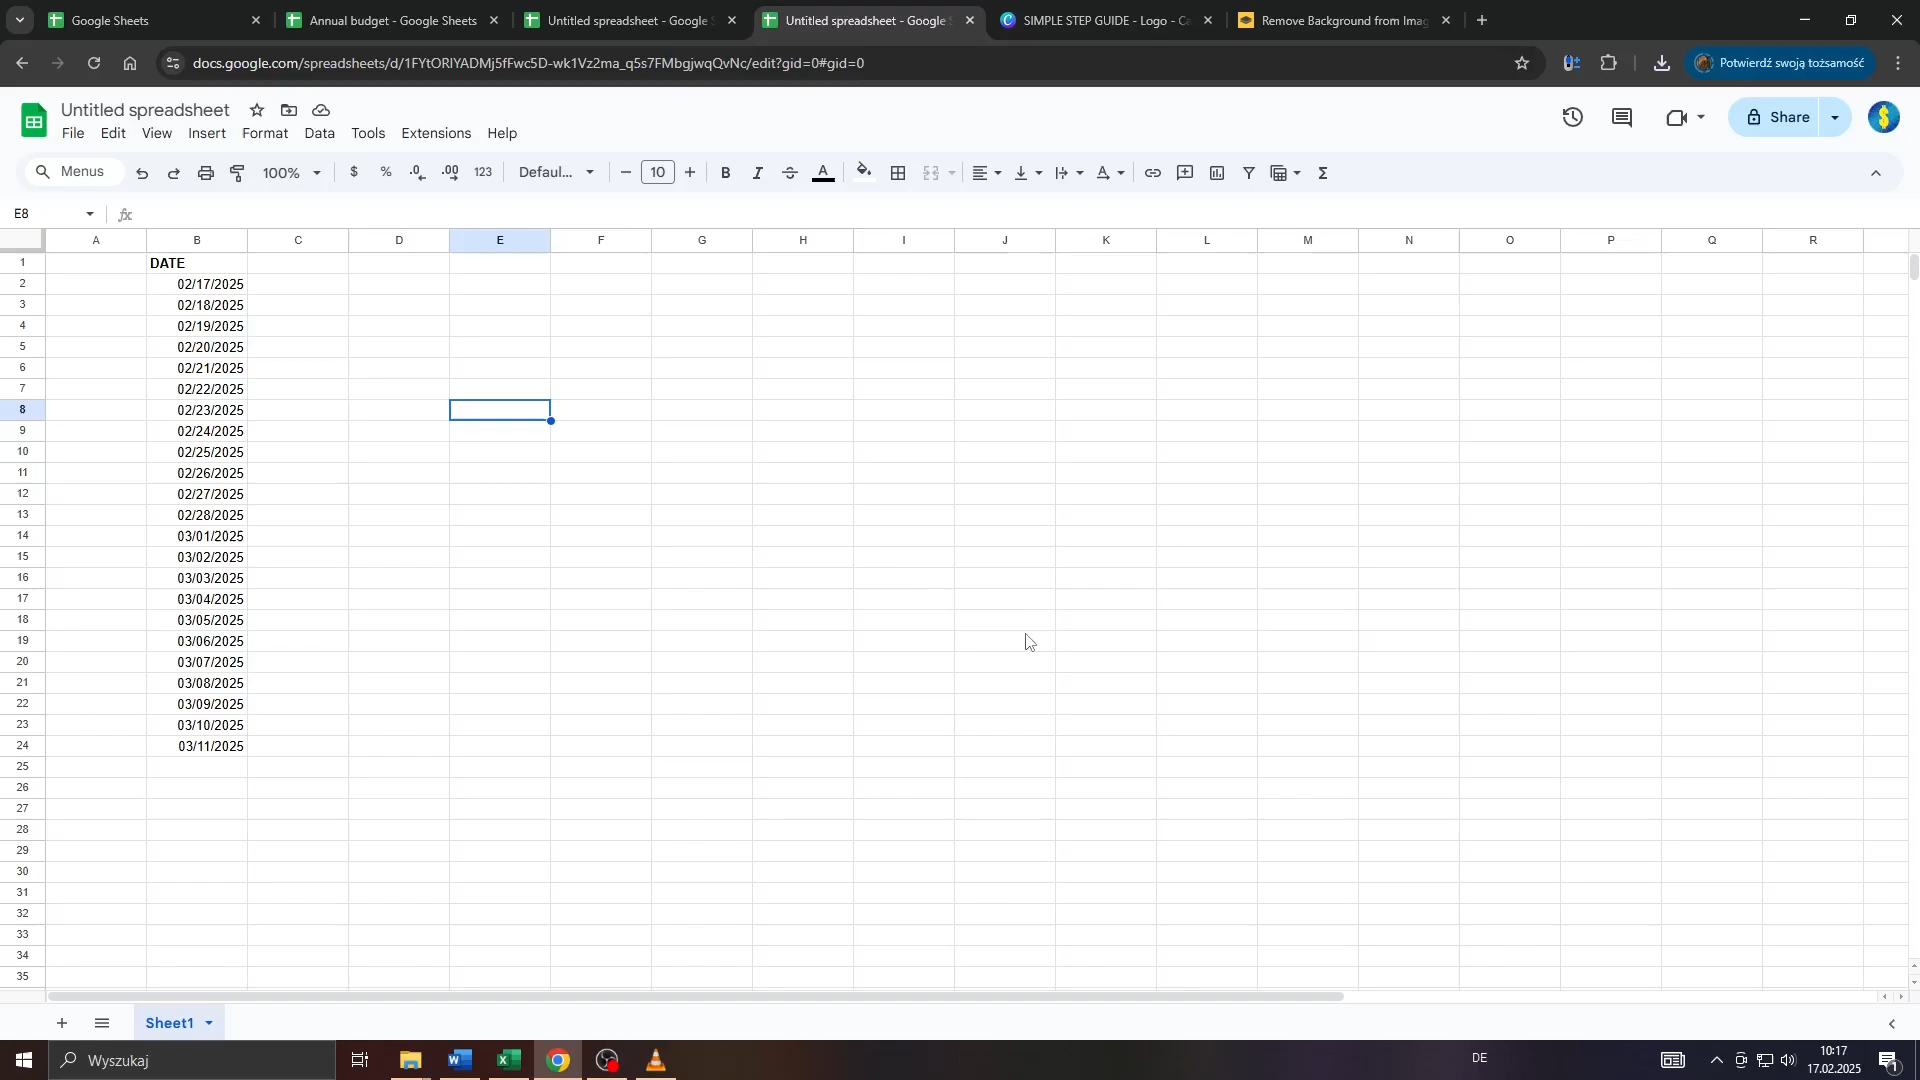 Google Sheets
Annual budget - Google Sheets
Untitled spreadsheet - Google S
Untitled spreadsheet - Google
SIMPLE STEP GUIDE - Logo - Ca
Remove Background from Imag
docs.google.com/spreadsheets/d/1FYtORlYADMj5fFwc5D-wk1Vz2ma_q5s7FMbgjwqQvNc/edit?gid=0#gid=0
Potwierdź swoją tożsamość
Untitled spreadsheet
Share
File Edit View Insert Format Data Tools Extensions Help
Menus 100% $ % .0 .00 123 Defaul... 10 B I A
E8 fx
A B C D E F G H I J K L M N O P Q R
1 DATE
2 02/17/2025
3 02/18/2025
4 02/19/2025
5 02/20/2025
6 02/21/2025
7 02/22/2025
8 02/23/2025
9 02/24/2025
10 02/25/2025
11 02/26/2025
12 02/27/2025
13 02/28/2025
14 03/01/2025
15 03/02/2025
16 03/03/2025
17 03/04/2025
18 03/05/2025
19 03/06/2025
20 03/07/2025
21 03/08/2025
22 03/09/2025
23 03/10/2025
24 03/11/2025
25
26
27
28
29
30
31
32
33
34
35
Sheet1
Wyszukaj
DE
10:17
17.02.2025
1